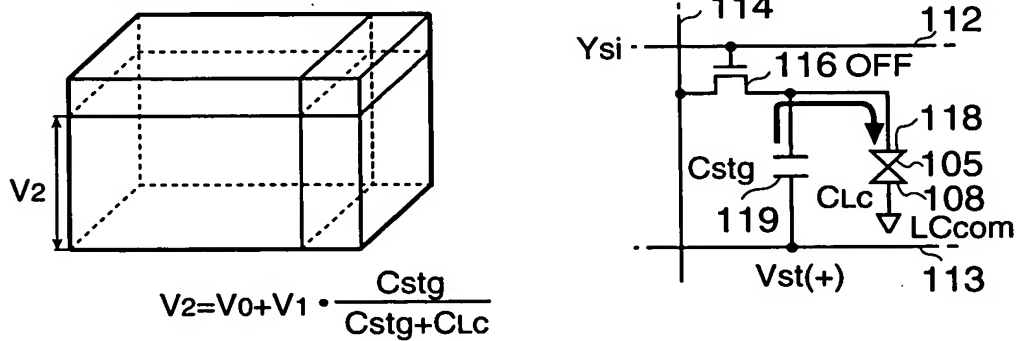 V2
V2=V0+V1・Cstg/Cstg+CLc
114
112
Ysi
116 OFF
118
Cstg
105
CLc
108
119
LCcom
Vst(+)
113